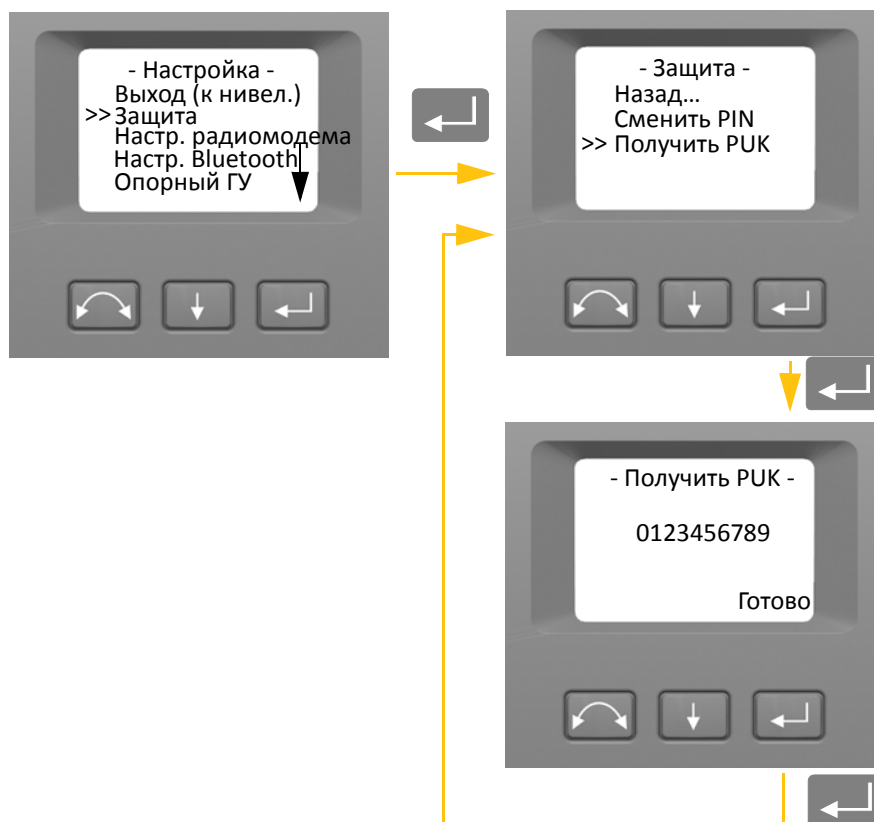 - Настройка -
Выход (к нивел.)
>> Защита
Настр. радиомодема
Настр. Bluetooth
Опорный ГУ
- Защита -
Назад...
Сменить PIN
>> Получить PUK
- Получить PUK -
0123456789
Готово